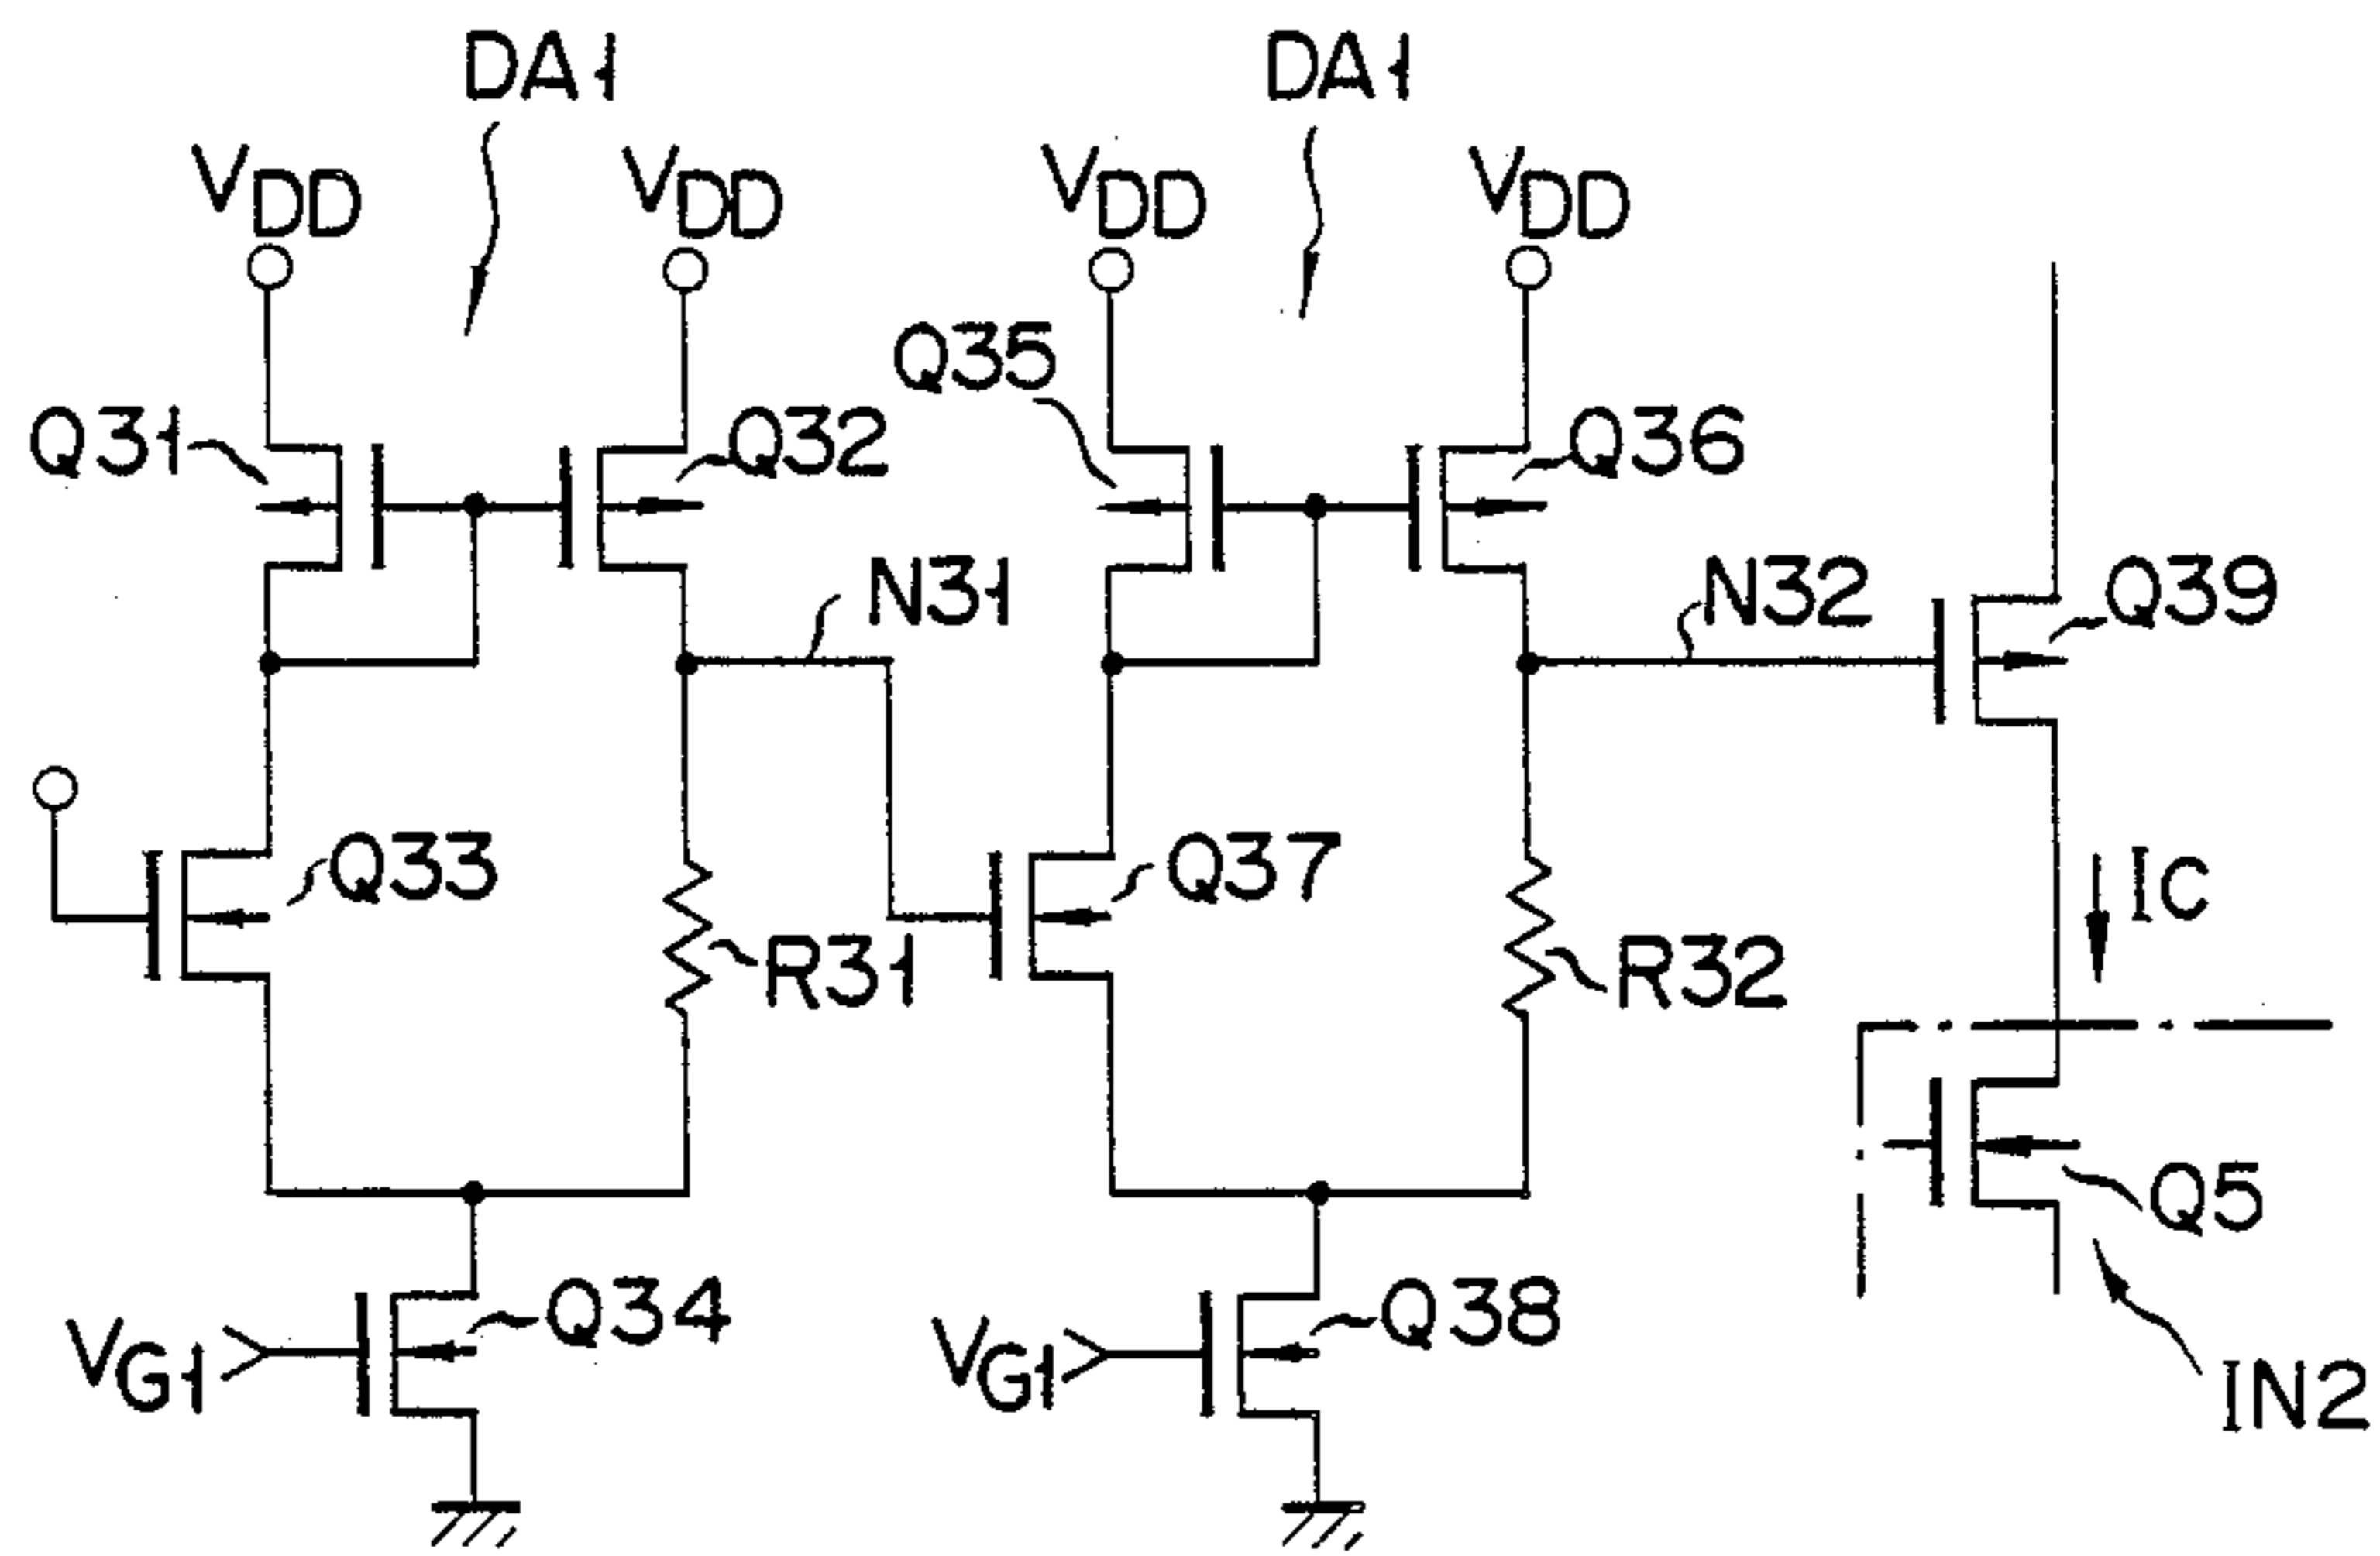 DA1 DA1
VDD VDD VDD VDD
Q35
Q31 Q32 Q36
N31 N32 Q39
Q33 Q37 IC
R31 R32
Q5
Q34 Q38
VG1 VG1
IN2